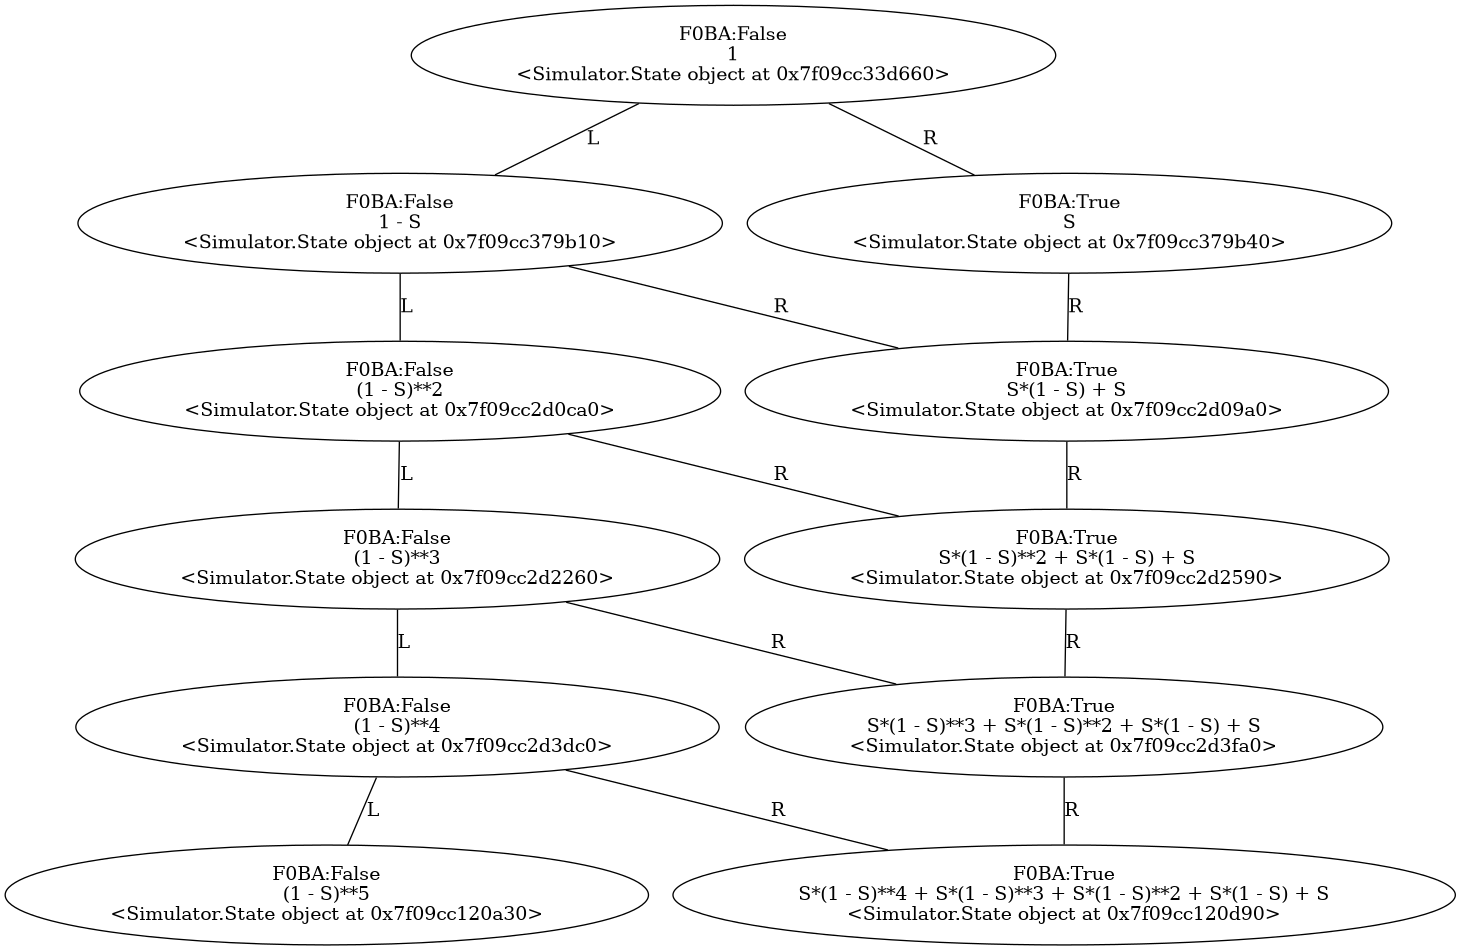 F0BA:False
1
<Simulator.State object at 0x7f09cc33d660>
L
R
F0BA:False
1 - S
<Simulator.State object at 0x7f09cc379b10>
F0BA:True
S
<Simulator.State object at 0x7f09cc379b40>
L
R
R
F0BA:False
(1 - S)**2
<Simulator.State object at 0x7f09cc2d0ca0>
F0BA:True
S*(1 - S) + S
<Simulator.State object at 0x7f09cc2d09a0>
L
R
R
F0BA:False
(1 - S)**3
<Simulator.State object at 0x7f09cc2d2260>
F0BA:True
S*(1 - S)**2 + S*(1 - S) + S
<Simulator.State object at 0x7f09cc2d2590>
L
R
R
F0BA:False
(1 - S)**4
<Simulator.State object at 0x7f09cc2d3dc0>
F0BA:True
S*(1 - S)**3 + S*(1 - S)**2 + S*(1 - S) + S
<Simulator.State object at 0x7f09cc2d3fa0>
L
R
R
F0BA:False
(1 - S)**5
<Simulator.State object at 0x7f09cc120a30>
F0BA:True
S*(1 - S)**4 + S*(1 - S)**3 + S*(1 - S)**2 + S*(1 - S) + S
<Simulator.State object at 0x7f09cc120d90>